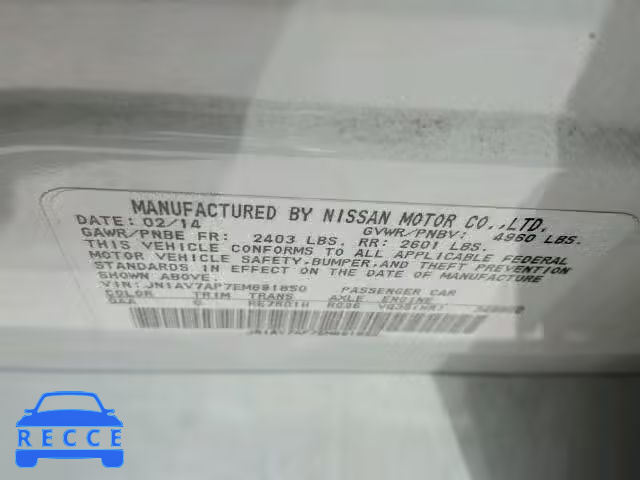 MANUFACTURED BY NISSAN MOTOR CO.,LTD.
DATE: 02/14 GVWR/PNBV: 4950 LBS.
GAWR/PNBE FR: 2403 LBS. RR: 2601 LBS.
THIS VEHICLE CONFORMS TO ALL APPLICABLE FEDERAL
MOTOR VEHICLE SAFETY,BUMPER,AND THEFT PREVENTION
STANDARDS IN EFFECT ON THE DATE OF MANUFACTURE
SHOWN ABOVE.
VIN: JN1AV7AP7EM691850 PASSENGER CAR
COLOR TRIM TRANS AXLE ENGINE
RECCE